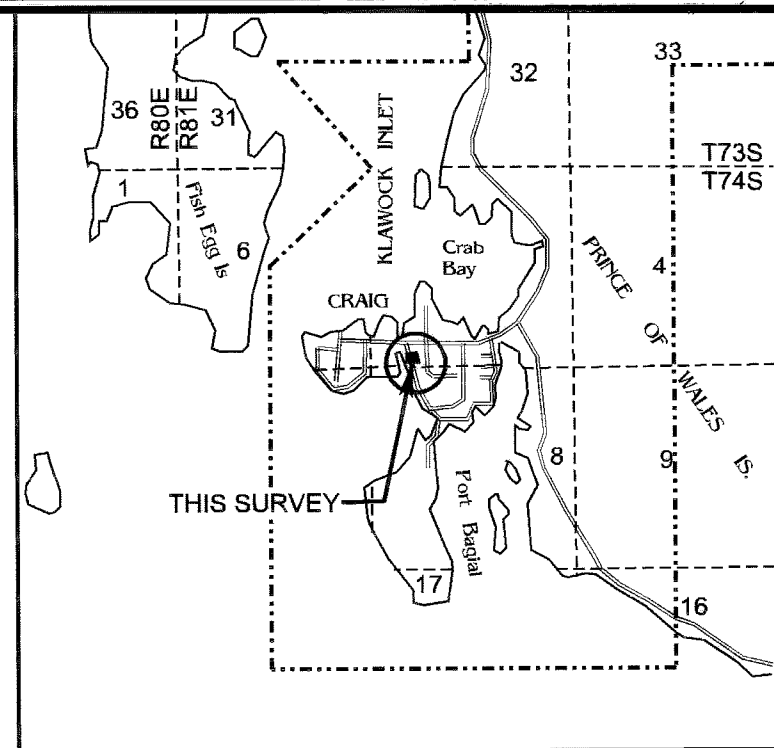 33
32
36
R80E
R81E
31
KLAWOCK INLET
T73S
T74S
1
Fish Egg Is
6
Crab
Bay
PRINCE OF WALES IS.
4
CRAIG
8
9
Port Bagial
THIS SURVEY
17
16